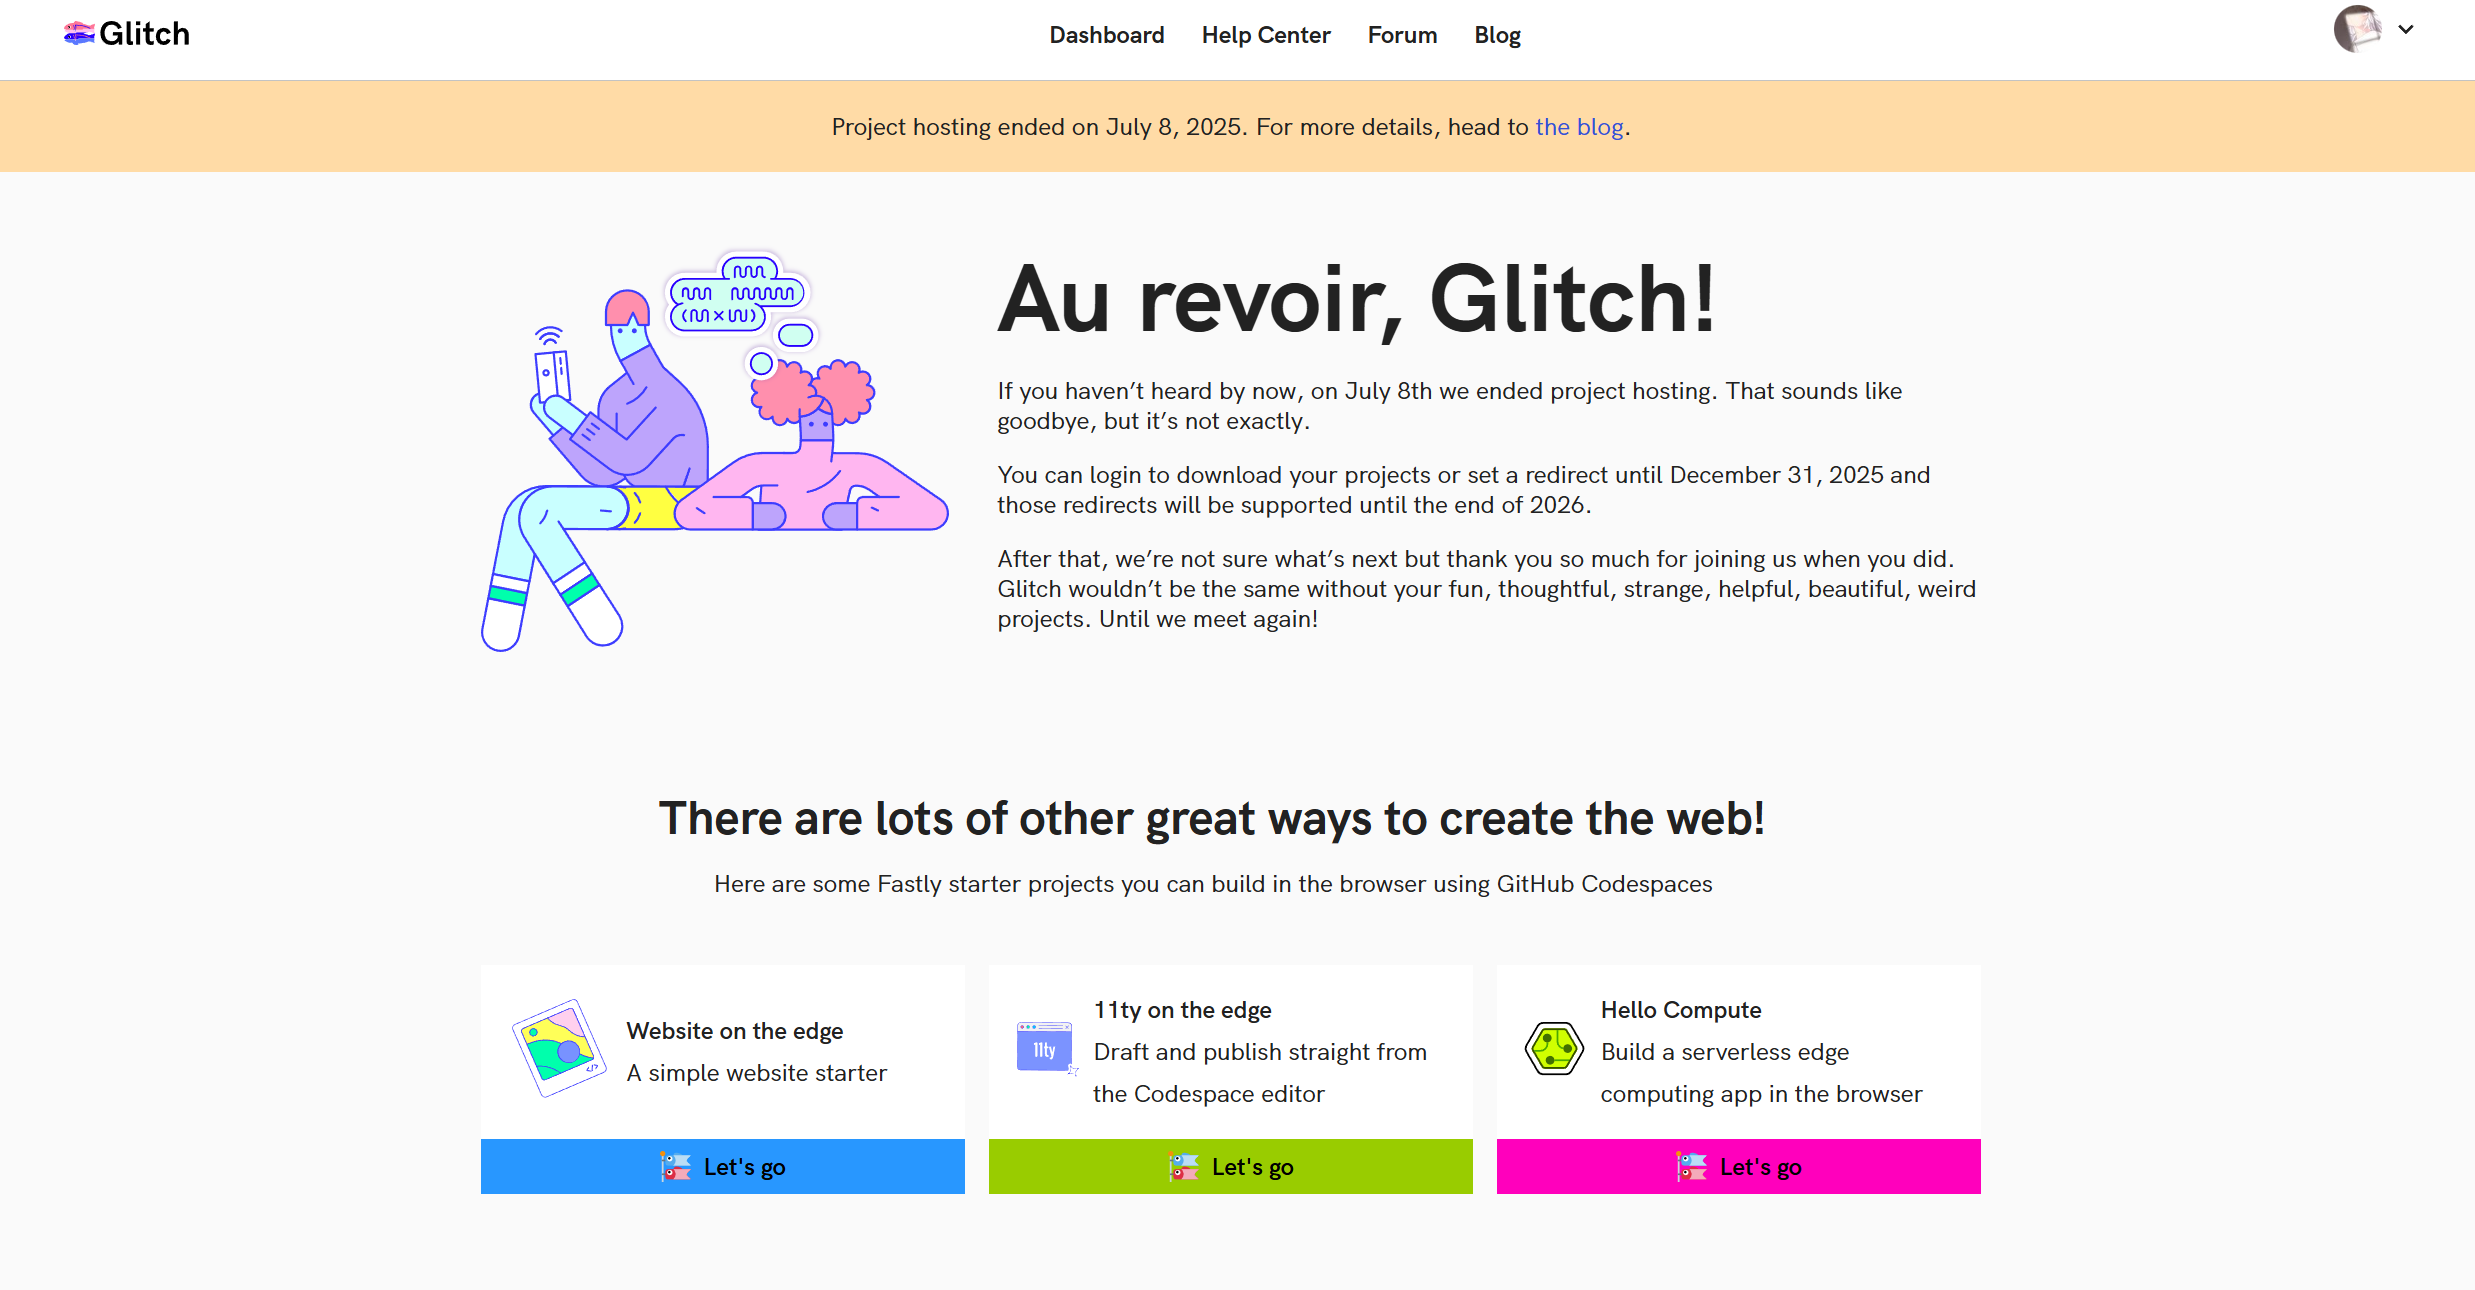 Glitch
Dashboard Help Center Forum Blog
Project hosting ended on July 8, 2025. For more details, head to the blog.
Au revoir, Glitch!
If you haven’t heard by now, on July 8th we ended project hosting. That sounds like
goodbye, but it’s not exactly.
You can login to download your projects or set a redirect until December 31, 2025 and
those redirects will be supported until the end of 2026.
After that, we’re not sure what’s next but thank you so much for joining us when you did.
Glitch wouldn’t be the same without your fun, thoughtful, strange, helpful, beautiful, weird
projects. Until we meet again!
There are lots of other great ways to create the web!
Here are some Fastly starter projects you can build in the browser using GitHub Codespaces
Website on the edge
A simple website starter
</>
Let's go
11ty
11ty on the edge
Draft and publish straight from
the Codespace editor
Let's go
Hello Compute
Build a serverless edge
computing app in the browser
Let's go